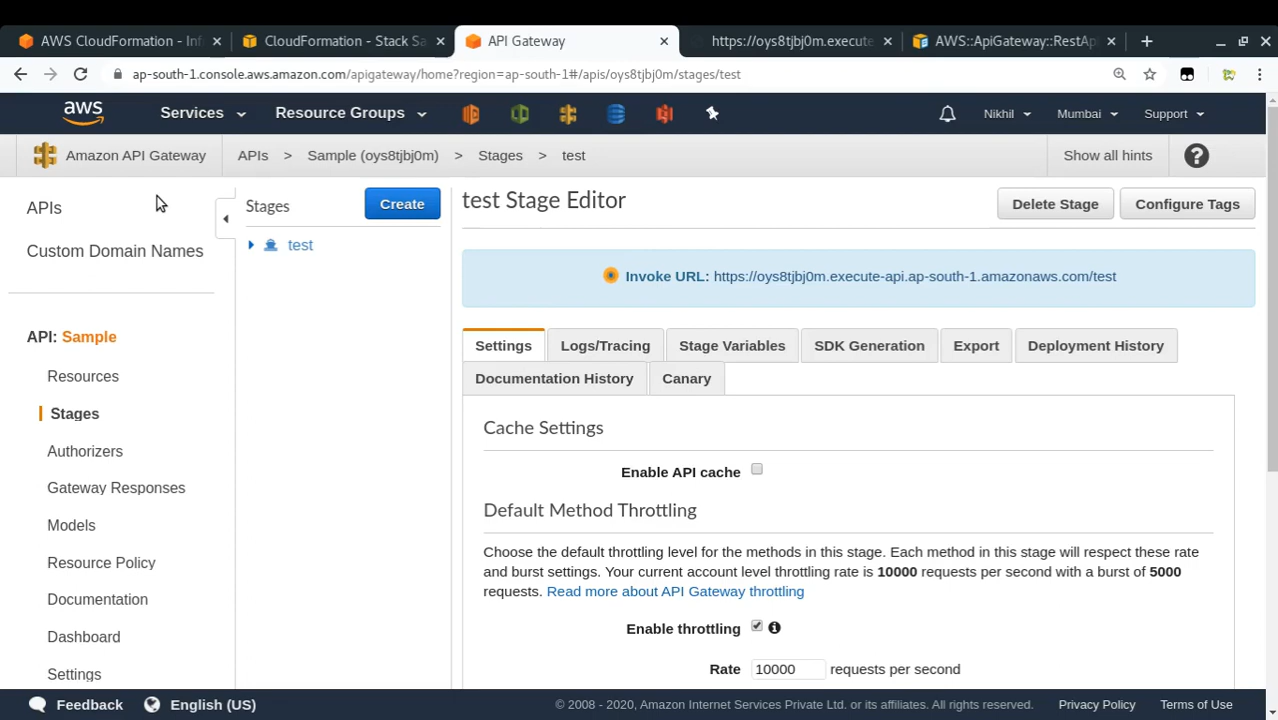 AWS CloudFormation - Inf
CloudFormation - Stack Sa
API Gateway
https://oys8tjbj0m.execute
AWS::ApiGateway::RestAp
ap-south-1.console.aws.amazon.com/apigateway/home?region=ap-south-1#/apis/oys8tjbj0m/stages/test
aws
Services
Resource Groups
Nikhil
Mumbai
Support
Amazon API Gateway
APIs > Sample (oys8tjbj0m) > Stages > test
Show all hints
?
APIs
Custom Domain Names
API: Sample
Resources
Stages
Authorizers
Gateway Responses
Models
Resource Policy
Documentation
Dashboard
Settings
Stages
Create
test
test Stage Editor
Delete Stage
Configure Tags
Invoke URL: https://oys8tjbj0m.execute-api.ap-south-1.amazonaws.com/test
Settings
Logs/Tracing
Stage Variables
SDK Generation
Export
Deployment History
Documentation History
Canary
Cache Settings
Enable API cache
Default Method Throttling
Choose the default throttling level for the methods in this stage. Each method in this stage will respect these rate
and burst settings. Your current account level throttling rate is 10000 requests per second with a burst of 5000
requests. Read more about API Gateway throttling
Enable throttling
Rate 10000 requests per second
Feedback
English (US)
© 2008 - 2020, Amazon Internet Services Private Ltd. or its affiliates. All rights reserved.
Privacy Policy
Terms of Use